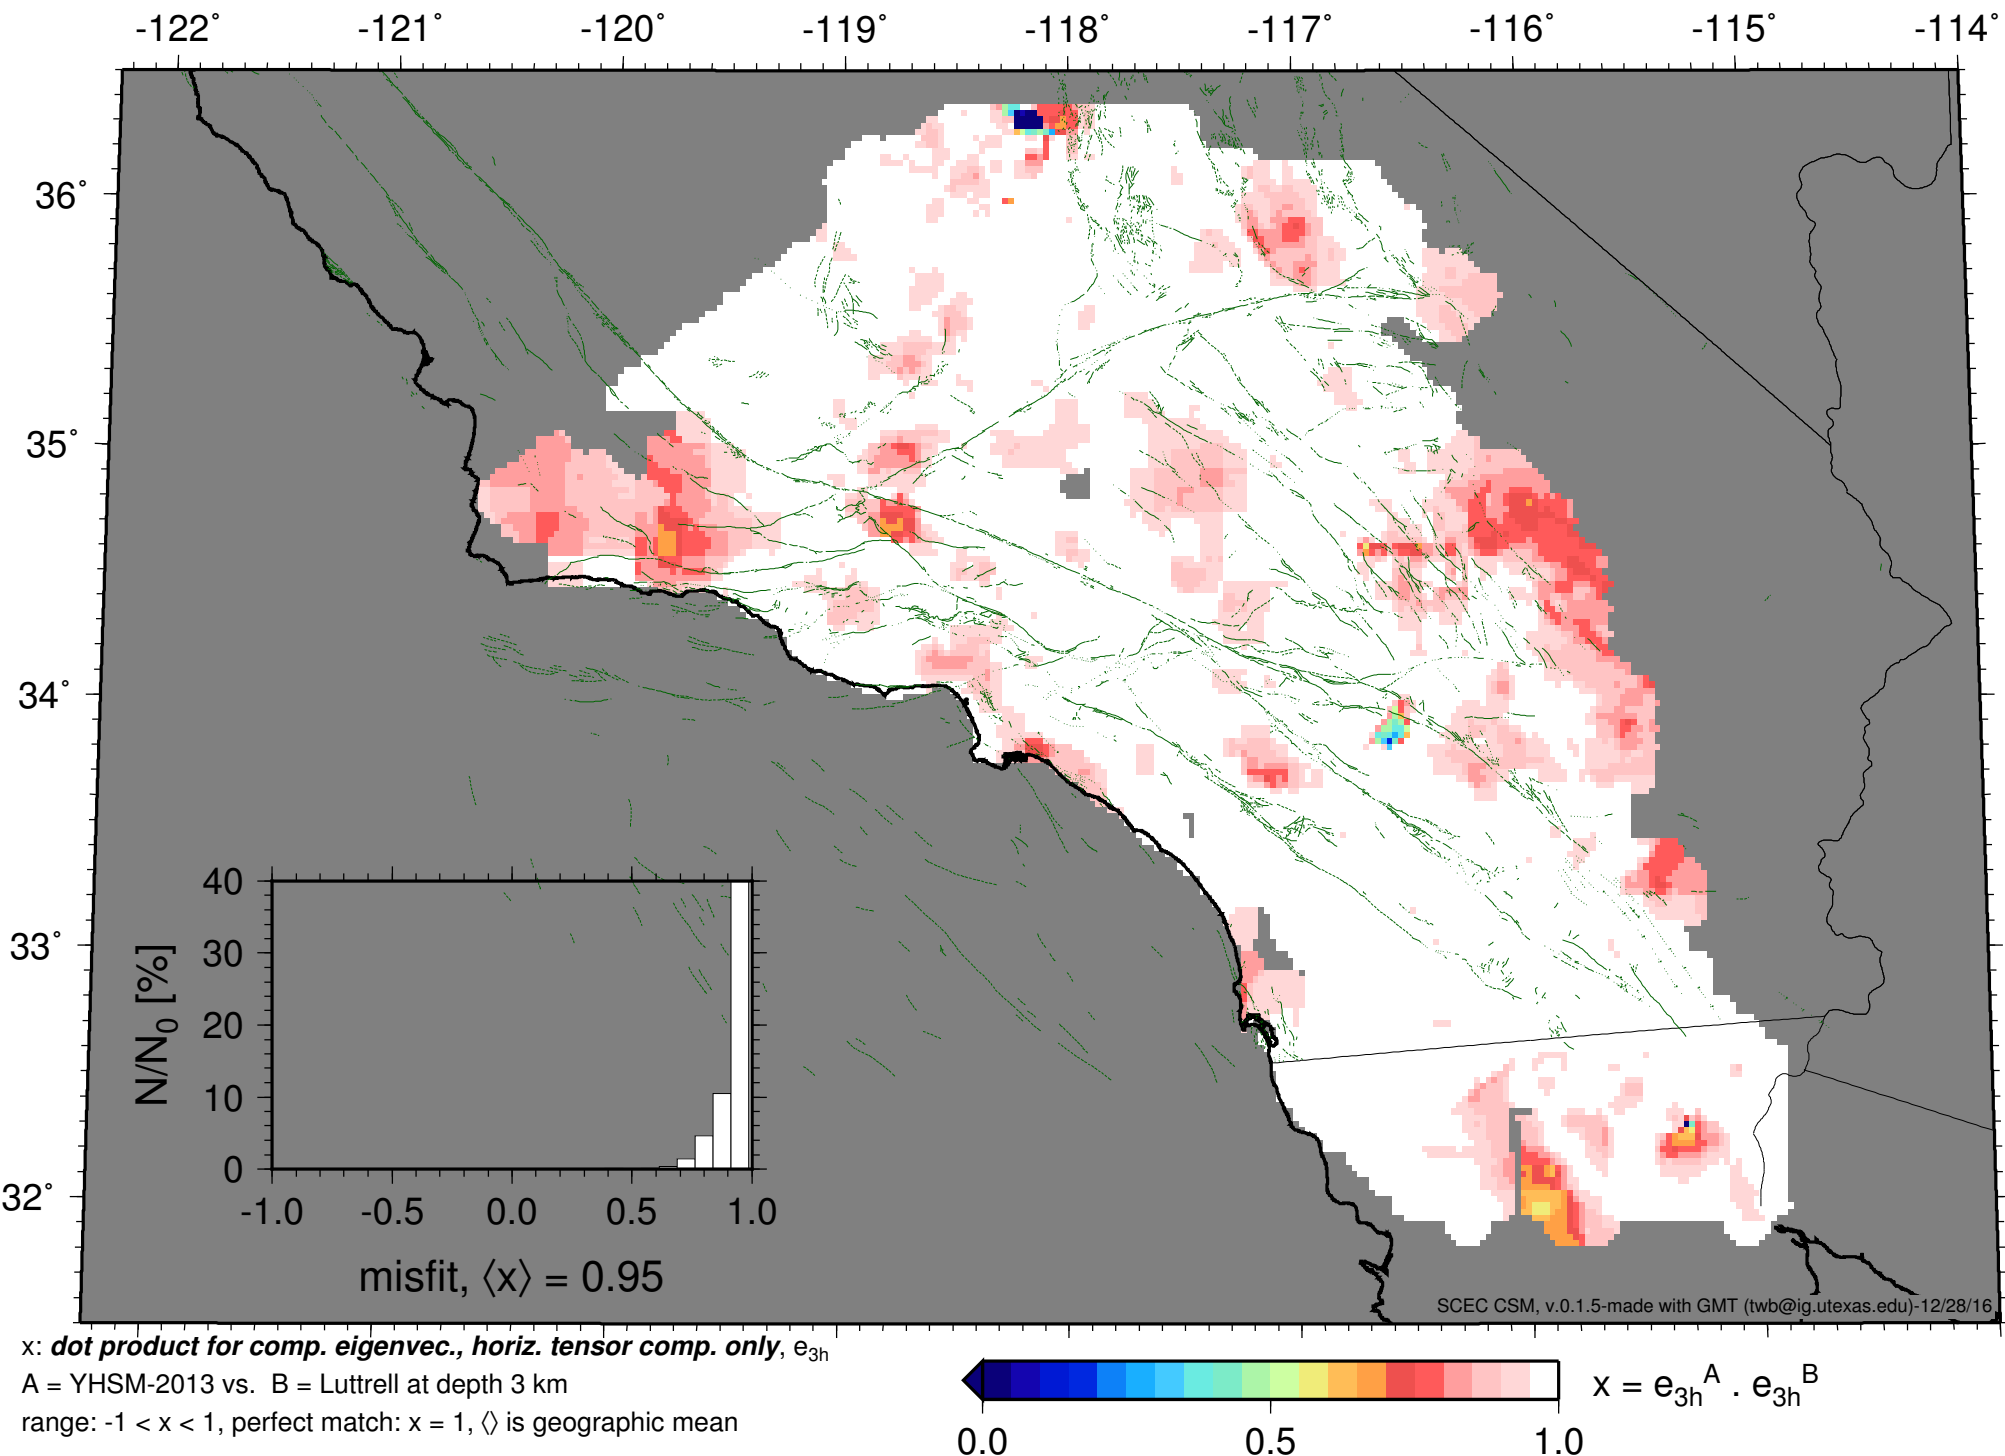 -122° -121° -120° -119° -118° -117° -116° -115° -114°
36°
35°
34°
33°
32°
40
30
20
10
0
N/N0 [%]
-1.0 -0.5 0.0 0.5 1.0
misfit, ⟨x⟩ = 0.95
SCEC CSM, v.0.1.5-made with GMT (twb@ig.utexas.edu)-12/28/16
x: dot product for comp. eigenvec., horiz. tensor comp. only, e3h
A = YHSM-2013 vs. B = Luttrell at depth 3 km
range: -1 < x < 1, perfect match: x = 1, ⟨⟩ is geographic mean
0.0 0.5 1.0
x = e3hA . e3hB